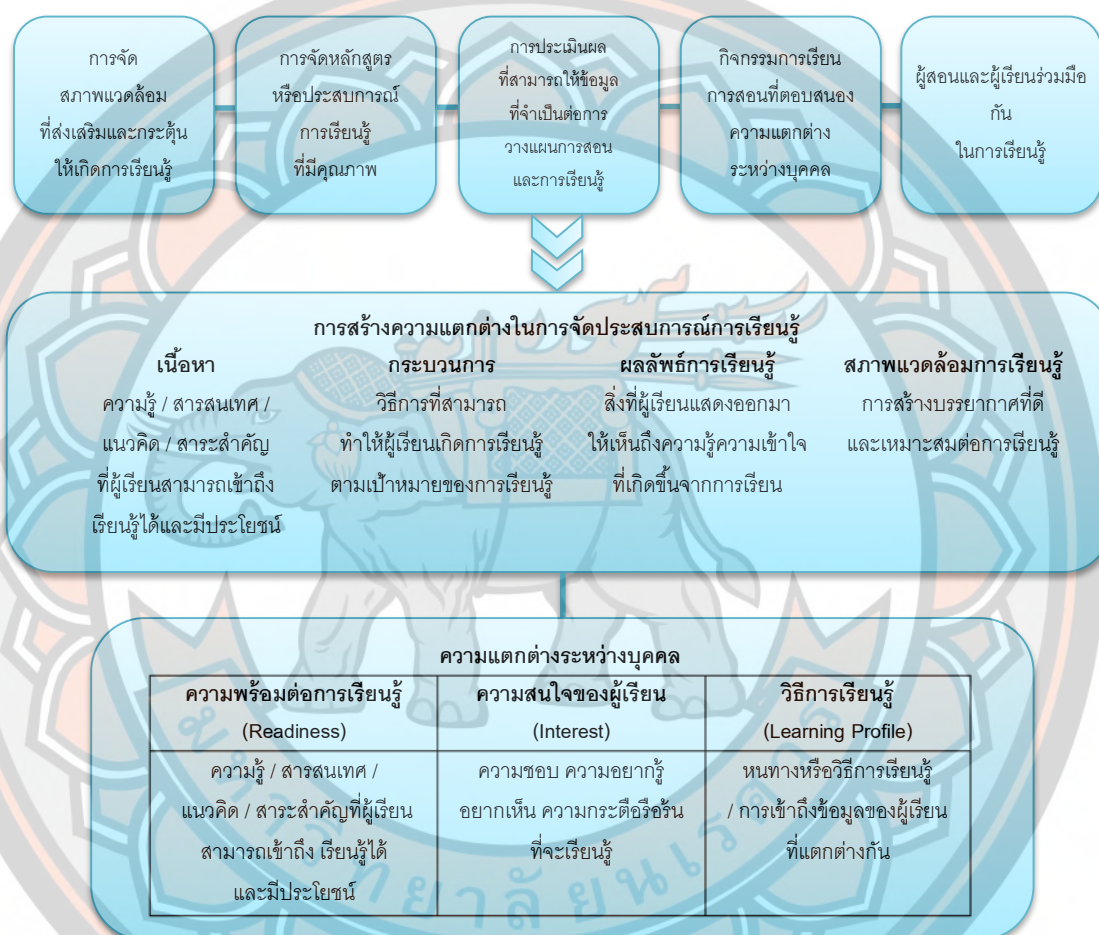 การจัด
สภาพแวดล้อม
ที่ส่งเสริมและกระตุ้น
ให้เกิดการเรียนรู้
การจัดหลักสูตร
หรือประสบการณ์
การเรียนรู้
ที่มีคุณภาพ
การประเมินผล
ที่สามารถให้ข้อมูล
ที่จำเป็นต่อการ
วางแผนการสอน
และการเรียนรู้
กิจกรรมการเรียน
การสอนที่ตอบสนอง
ความแตกต่าง
ระหว่างบุคคล
ผู้สอนและผู้เรียนร่วมมือ
กัน
ในการเรียนรู้
การสร้างความแตกต่างในการจัดประสบการณ์การเรียนรู้
เนื้อหา
ความรู้ / สารสนเทศ /
แนวคิด / สาระสำคัญ
ที่ผู้เรียนสามารถเข้าถึง
เรียนรู้ได้และมีประโยชน์
กระบวนการ
วิธีการที่สามารถ
ทำให้ผู้เรียนเกิดการเรียนรู้
ตามเป้าหมายของการเรียนรู้
ผลลัพธ์การเรียนรู้
สิ่งที่ผู้เรียนแสดงออกมา
ให้เห็นถึงความรู้ความเข้าใจ
ที่เกิดขึ้นจากการเรียน
สภาพแวดล้อมการเรียนรู้
การสร้างบรรยากาศที่ดี
และเหมาะสมต่อการเรียนรู้
ความแตกต่างระหว่างบุคคล
ความพร้อมต่อการเรียนรู้
(Readiness)
ความสนใจของผู้เรียน
(Interest)
วิธีการเรียนรู้
(Learning Profile)
ความรู้ / สารสนเทศ /
แนวคิด / สาระสำคัญที่ผู้เรียน
สามารถเข้าถึง เรียนรู้ได้
และมีประโยชน์
ความชอบ ความอยากรู้
อยากเห็น ความกระตือรือร้น
ที่จะเรียนรู้
หนทางหรือวิธีการเรียนรู้
/ การเข้าถึงข้อมูลของผู้เรียน
ที่แตกต่างกัน
มหาวิทยาลัยนเรศวร